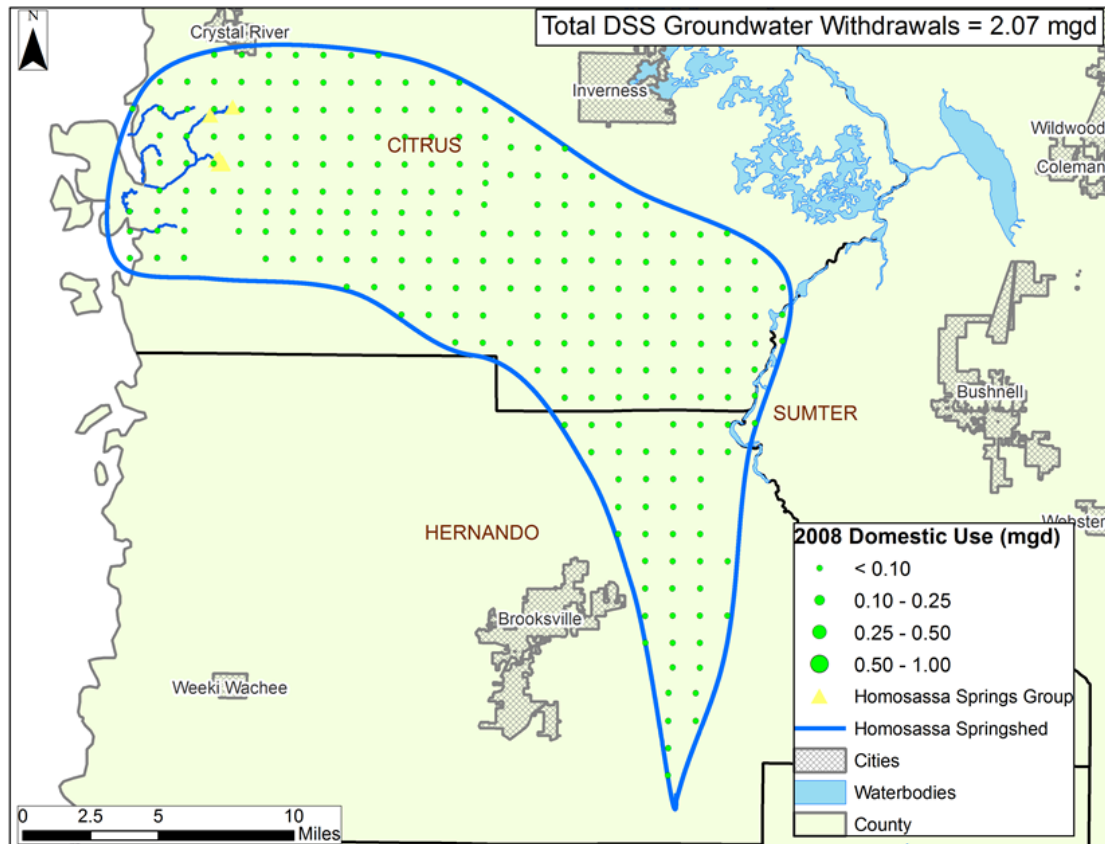 Total DSS Groundwater Withdrawals = 2.07 mgd
N
Crystal River
Inverness
Wildwood
Coleman
CITRUS
Bushnell
SUMTER
Webster
HERNANDO
Brooksville
Weeki Wachee
2008 Domestic Use (mgd)
< 0.10
0.10 - 0.25
0.25 - 0.50
0.50 - 1.00
Homosassa Springs Group
Homosassa Springshed
Cities
Waterbodies
County
0 2.5 5 10
Miles